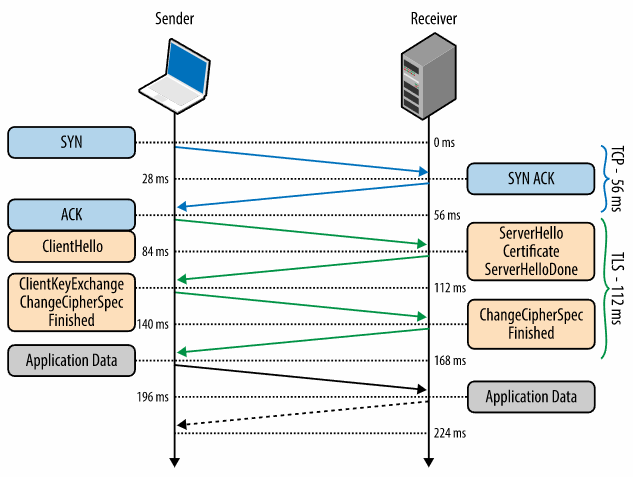 Sender
Receiver
SYN
0 ms
28 ms
SYN ACK
TCP - 56 ms
ACK
56 ms
ClientHello
84 ms
ServerHello
Certificate
ServerHelloDone
TLS - 112 ms
ClientKeyExchange
ChangeCipherSpec
Finished
112 ms
140 ms
ChangeCipherSpec
Finished
Application Data
168 ms
196 ms
Application Data
224 ms